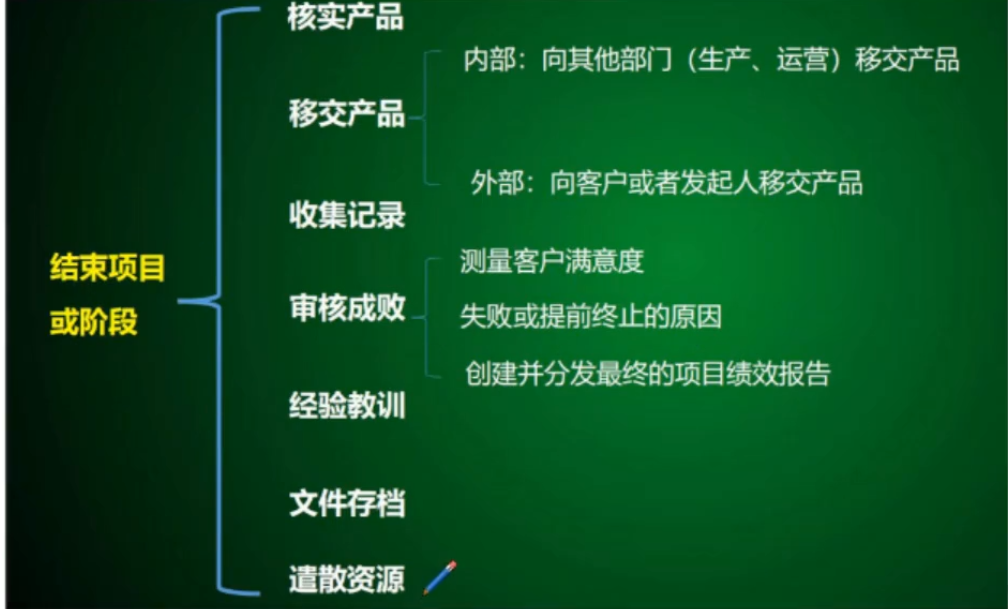 核实产品
内部：向其他部门（生产、运营）移交产品
移交产品
外部：向客户或者发起人移交产品
收集记录
结束项目
或阶段
测量客户满意度
审核成败
失败或提前终止的原因
创建并分发最终的项目绩效报告
经验教训
文件存档
遣散资源